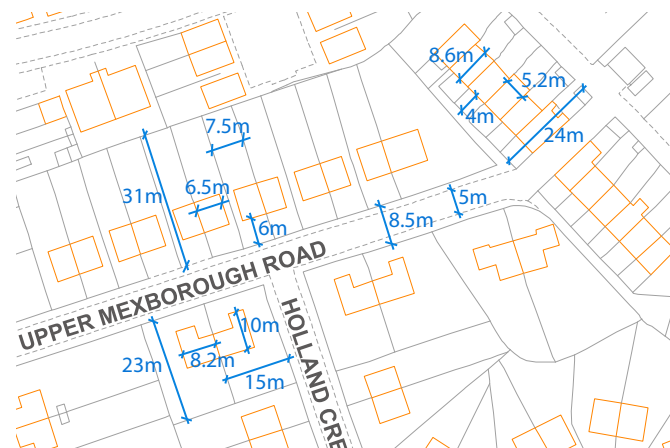 8.6m
5.2m
4m
24m
7.5m
31m
6.5m
6m
8.5m
5m
UPPER MEXBOROUGH ROAD
HOLLAND CRE
10m
8.2m
23m
15m